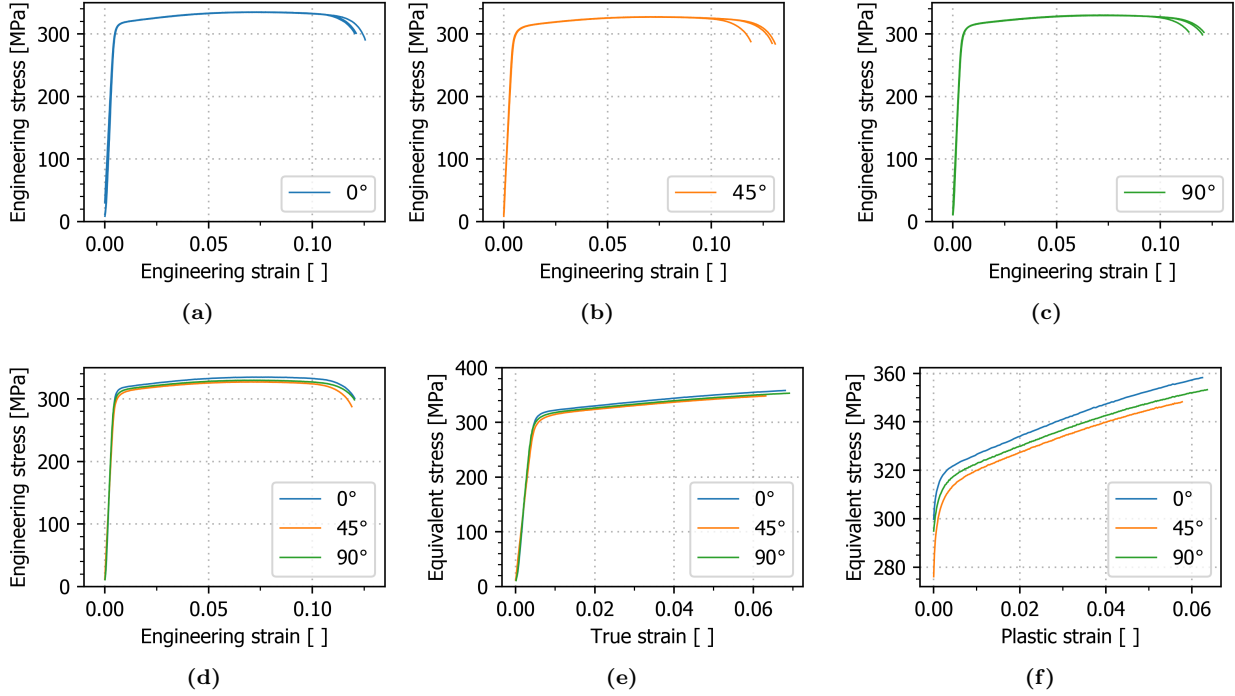 Engineering stress [MPa]
300
200
100
0
0.00 0.05 0.10
Engineering strain [ ]
0°
(a)
Engineering stress [MPa]
300
200
100
0
0.00 0.05 0.10
Engineering strain [ ]
45°
(b)
Engineering stress [MPa]
300
200
100
0
0.00 0.05 0.10
Engineering strain [ ]
90°
(c)
Engineering stress [MPa]
300
200
100
0
0.00 0.05 0.10
Engineering strain [ ]
0°
45°
90°
(d)
Equivalent stress [MPa]
400
300
200
100
0
0.00 0.02 0.04 0.06
True strain [ ]
0°
45°
90°
(e)
Equivalent stress [MPa]
360
340
320
300
280
0.00 0.02 0.04 0.06
Plastic strain [ ]
0°
45°
90°
(f)